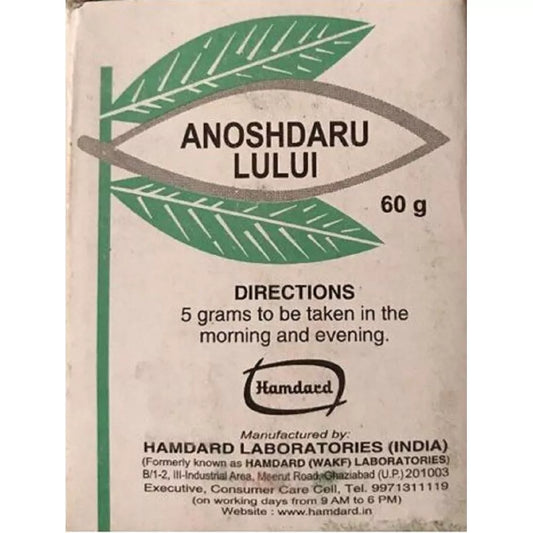 ANOSHDARU
LULUI
60 g
DIRECTIONS
5 grams to be taken in the
morning and evening.
Hamdard
Manufactured by:
HAMDARD LABORATORIES (INDIA)
(Formerly known as HAMDARD (WAKF) LABORATORIES)
B/1-2, III-Industrial Area, Meerut Road, Ghaziabad (U.P.) 201003
Executive, Consumer Care Cell, Tel. 9971311119
(on working days from 9 AM to 6 PM)
Website : www.hamdard.in